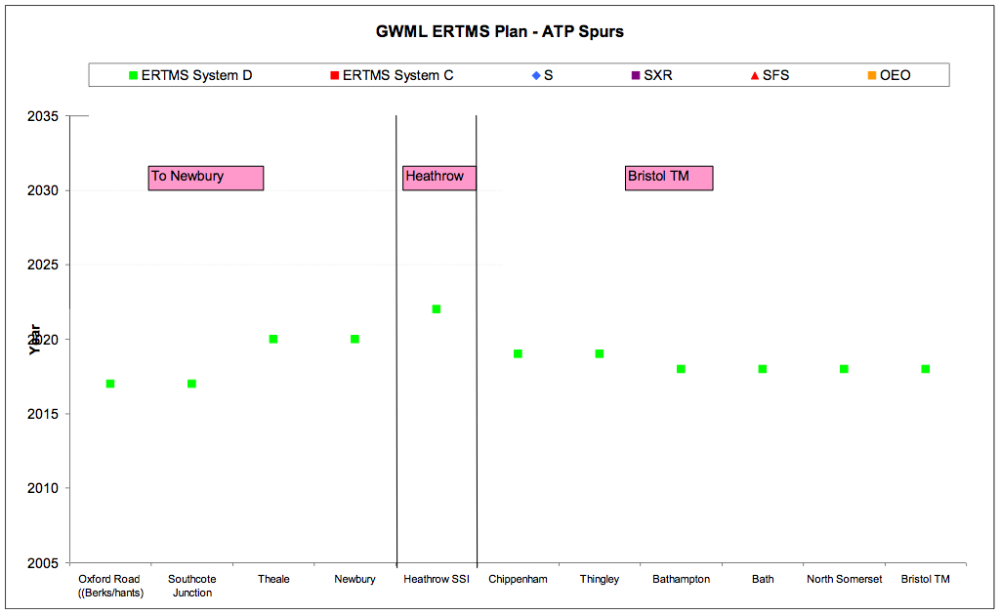 GWML ERTMS Plan - ATP Spurs
ERTMS System D ERTMS System C S SXR SFS OEO
2035
To Newbury Heathrow Bristol TM
2030
2025
Year
2020
2015
2010
2005
Oxford Road Southcote Theale Newbury Heathrow SSI Chippenham Thingley Bathampton Bath North Somerset Bristol TM
((Berks/hants) Junction